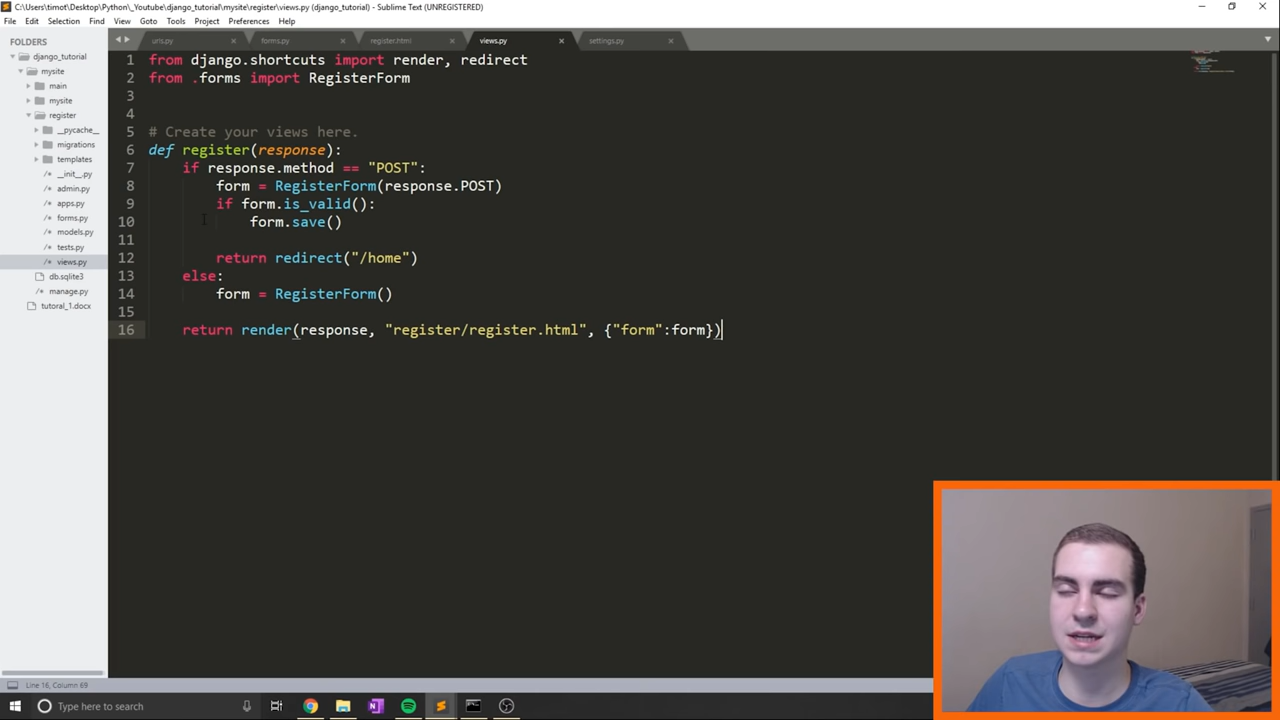 C:\Users\timot\Desktop\Python\_Youtube\django_tutorial\mysite\register\views.py (django_tutorial) - Sublime Text (UNREGISTERED)
File Edit Selection Find View Goto Tools Project Preferences Help
FOLDERS
django_tutorial
mysite
main
mysite
register
__pycache__
migrations
templates
__init__.py
admin.py
apps.py
forms.py
models.py
tests.py
views.py
db.sqlite3
manage.py
tutoral_1.docx
urls.py forms.py register.html views.py settings.py
1 from django.shortcuts import render, redirect
2 from .forms import RegisterForm
3
4
5 # Create your views here.
6 def register(response):
7 if response.method == "POST":
8 form = RegisterForm(response.POST)
9 if form.is_valid():
10 form.save()
11
12 return redirect("/home")
13 else:
14 form = RegisterForm()
15
16 return render(response, "register/register.html", {"form":form})
Line 16, Column 69
Type here to search